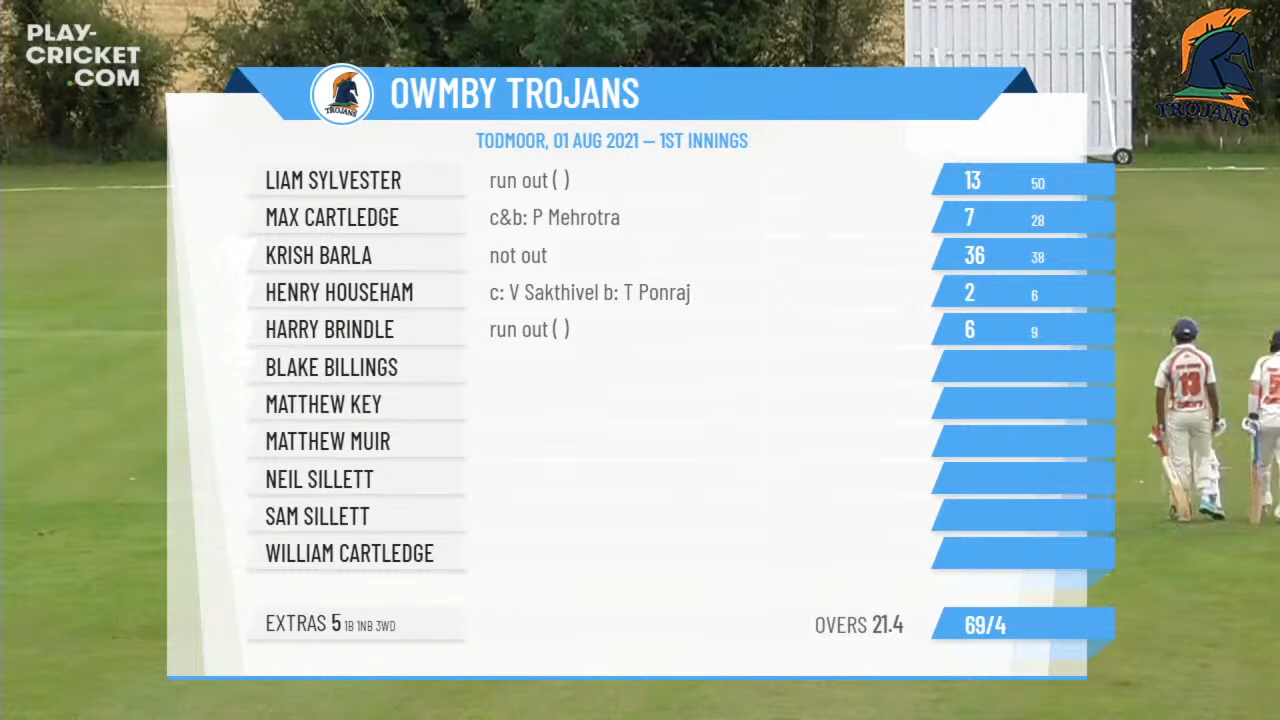 PLAY-
CRICKET
.COM
TROJANS
TROJANS
OWMBY TROJANS
TODMOOR, 01 AUG 2021 – 1ST INNINGS
LIAM SYLVESTER run out ( ) 13 50
MAX CARTLEDGE c&b: P Mehrotra 7 28
KRISH BARLA not out 36 38
HENRY HOUSEHAM c: V Sakthivel b: T Ponraj 2 6
HARRY BRINDLE run out ( ) 6 9
BLAKE BILLINGS
MATTHEW KEY
MATTHEW MUIR
NEIL SILLETT
SAM SILLETT
WILLIAM CARTLEDGE
EXTRAS 5 1B 1NB 3WD OVERS 21.4 69/4
13
5